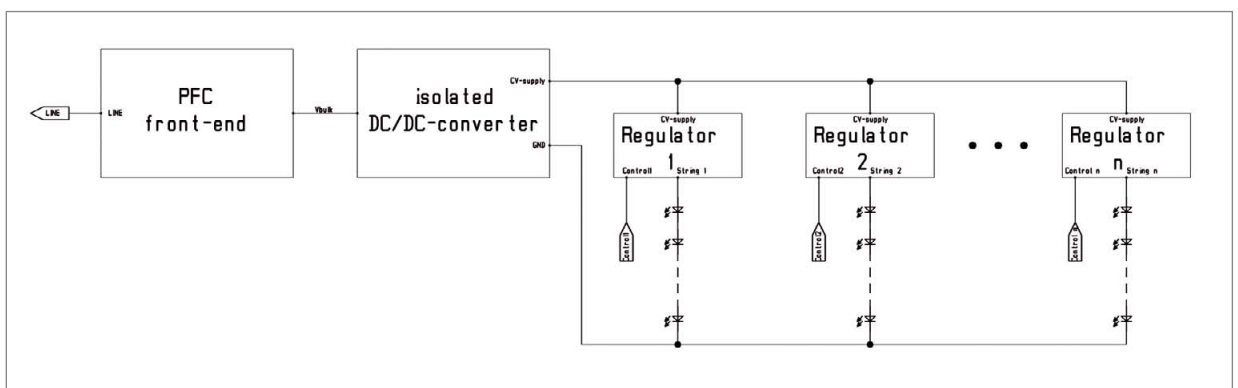 LINE
LINE
PFC
front-end
Vbulk
isolated
DC/DC-converter
CV-supply
GND
CV-supply
Regulator
1
Control1
String 1
Control1
CV-supply
Regulator
2
Control2
String 2
Control2
CV-supply
Regulator
n
Control n
String n
Control n